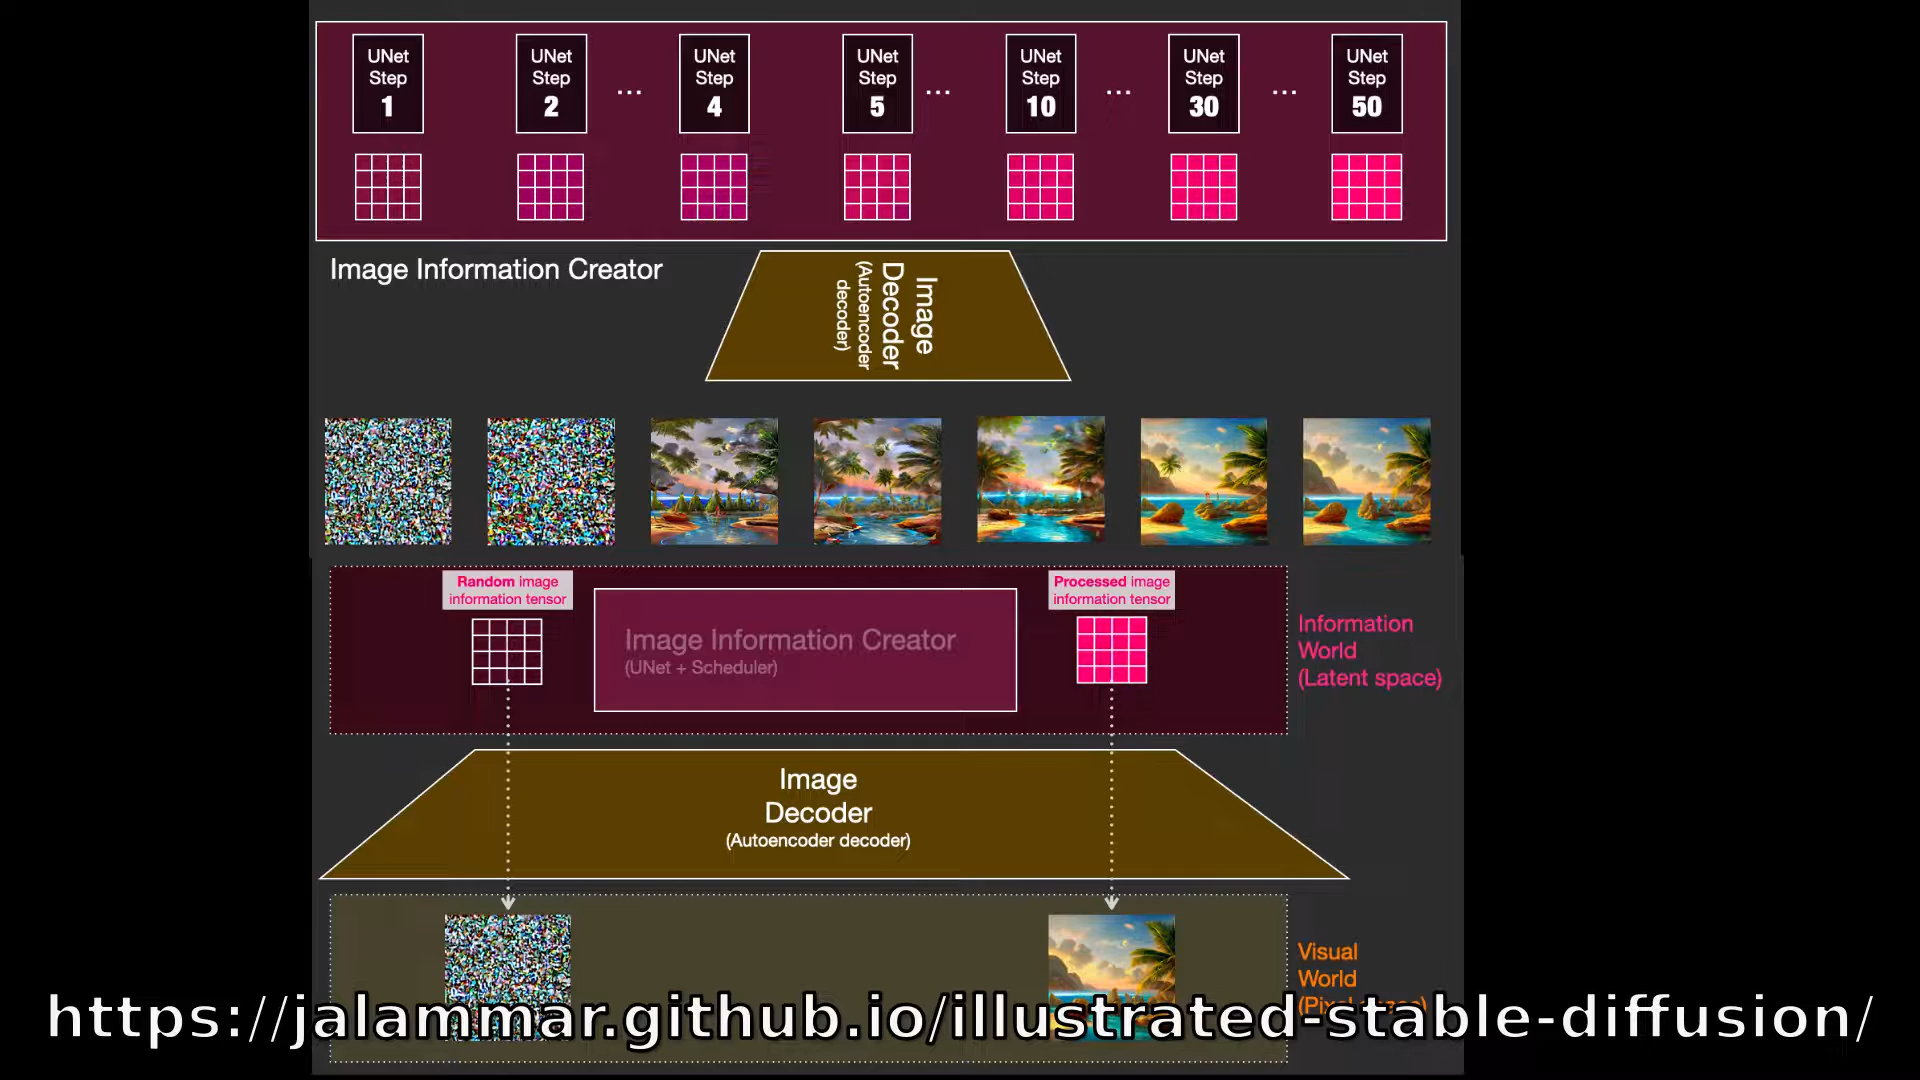 UNet
Step
1
UNet
Step
2
...
UNet
Step
4
UNet
Step
5
...
UNet
Step
10
...
UNet
Step
30
...
UNet
Step
50
Image Information Creator
Image
Decoder
(Autoencoder
decoder)
Random image
information tensor
Image Information Creator
(UNet + Scheduler)
Processed image
information tensor
Information
World
(Latent space)
Image
Decoder
(Autoencoder decoder)
Visual
World
(Pixel space)
https://jalammar.github.io/illustrated-stable-diffusion/